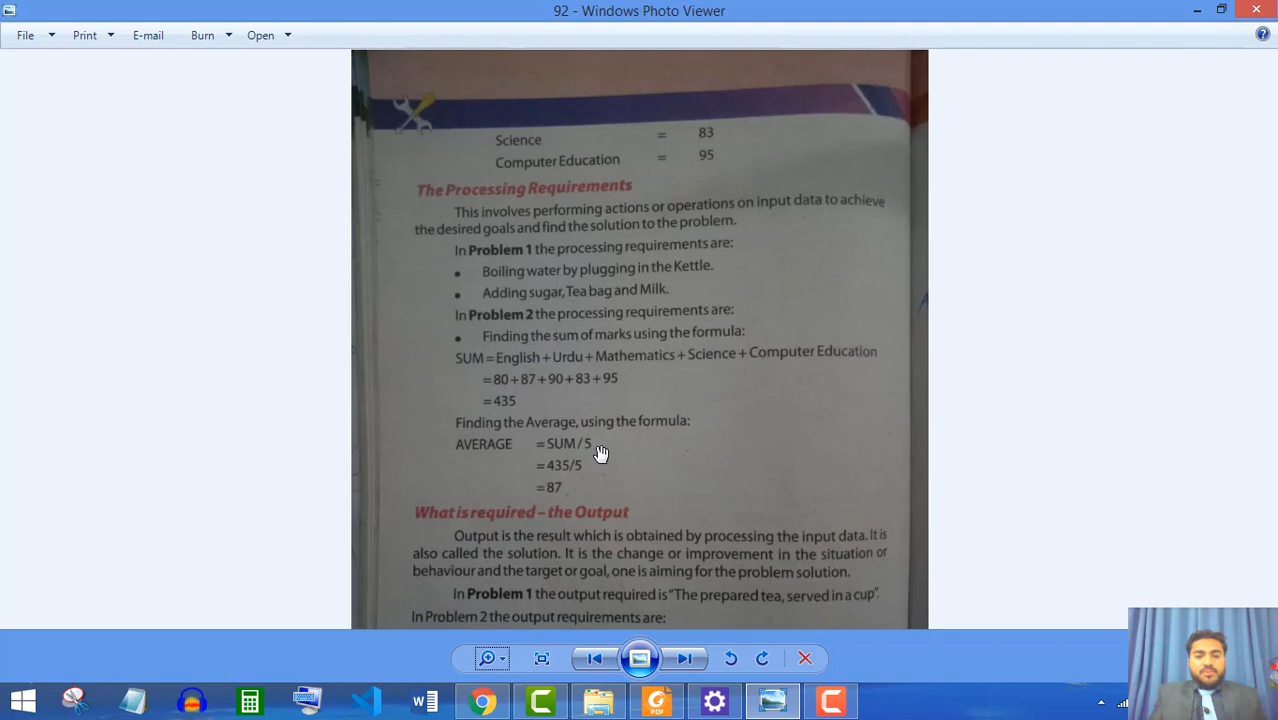 92 - Windows Photo Viewer
File Print E-mail Burn Open
Science = 83
Computer Education = 95
The Processing Requirements
This involves performing actions or operations on input data to achieve
the desired goals and find the solution to the problem.
In Problem 1 the processing requirements are:
• Boiling water by plugging in the Kettle.
• Adding sugar, Tea bag and Milk.
In Problem 2 the processing requirements are:
• Finding the sum of marks using the formula:
SUM = English + Urdu + Mathematics + Science + Computer Education
= 80 + 87 + 90 + 83 + 95
= 435
Finding the Average, using the formula:
AVERAGE = SUM / 5
= 435/5
= 87
What is required – the Output
Output is the result which is obtained by processing the input data. It is
also called the solution. It is the change or improvement in the situation or
behaviour and the target or goal, one is aiming for the problem solution.
In Problem 1 the output required is "The prepared tea, served in a cup".
In Problem 2 the output requirements are:
PDF